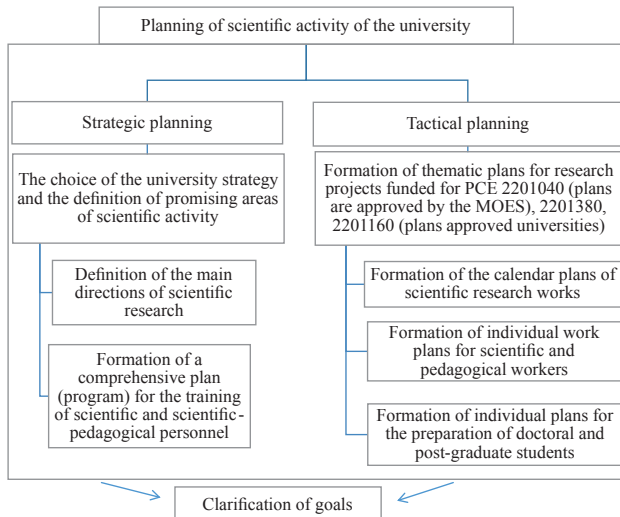 Planning of scientific activity of the university
Strategic planning
The choice of the university strategy
and the definition of promising areas
of scientific activity
Definition of the main
directions of scientific
research
Formation of a
comprehensive plan
(program) for the training
of scientific and scientific-
pedagogical personnel
Tactical planning
Formation of thematic plans for research
projects funded for PCE 2201040 (plans
are approved by the MOES), 2201380,
2201160 (plans approved universities)
Formation of the calendar plans of
scientific research works
Formation of individual work
plans for scientific and
pedagogical workers
Formation of individual plans for
the preparation of doctoral and
post-graduate students
Clarification of goals